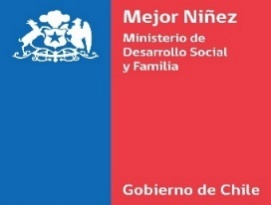 Mejor Niñez
Ministerio de
Desarrollo Social
y Familia
Gobierno de Chile